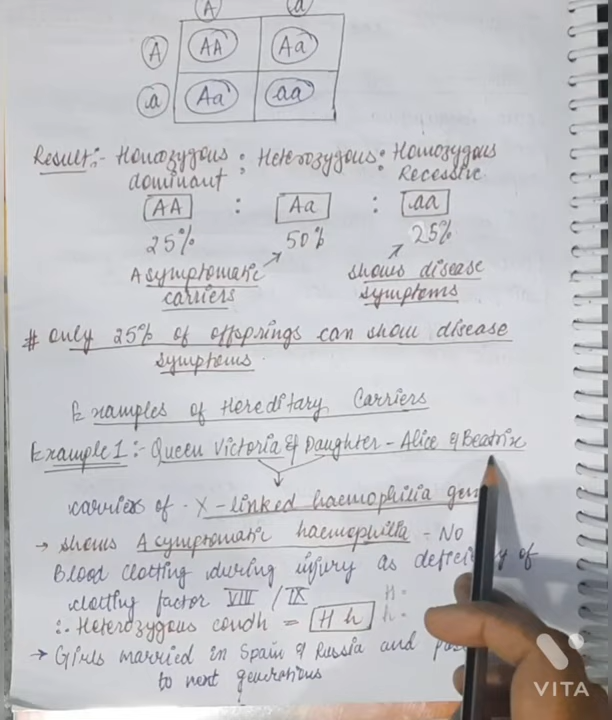 A a
A AA Aa
a Aa aa
Result:- Homozygous : Heterozygous : Homozygous
dominant Recessive
AA : Aa : aa
25% 50% 25%
Asymptomatic shows disease
carriers symptoms
# Only 25% of offsprings can show disease
symptoms
Examples of Hereditary Carriers
Example 1:- Queen Victoria & Daughter - Alice & Beatrix
carriers of X-linked haemophilia
→ shows Asymptomatic haemophilia - No
Blood clotting during injury as of
clotting factor VIII / IX
∴ Heterozygous condn = Hh
H-
h-
→ Girls married in Spain & Russia and
to next generations
VITA